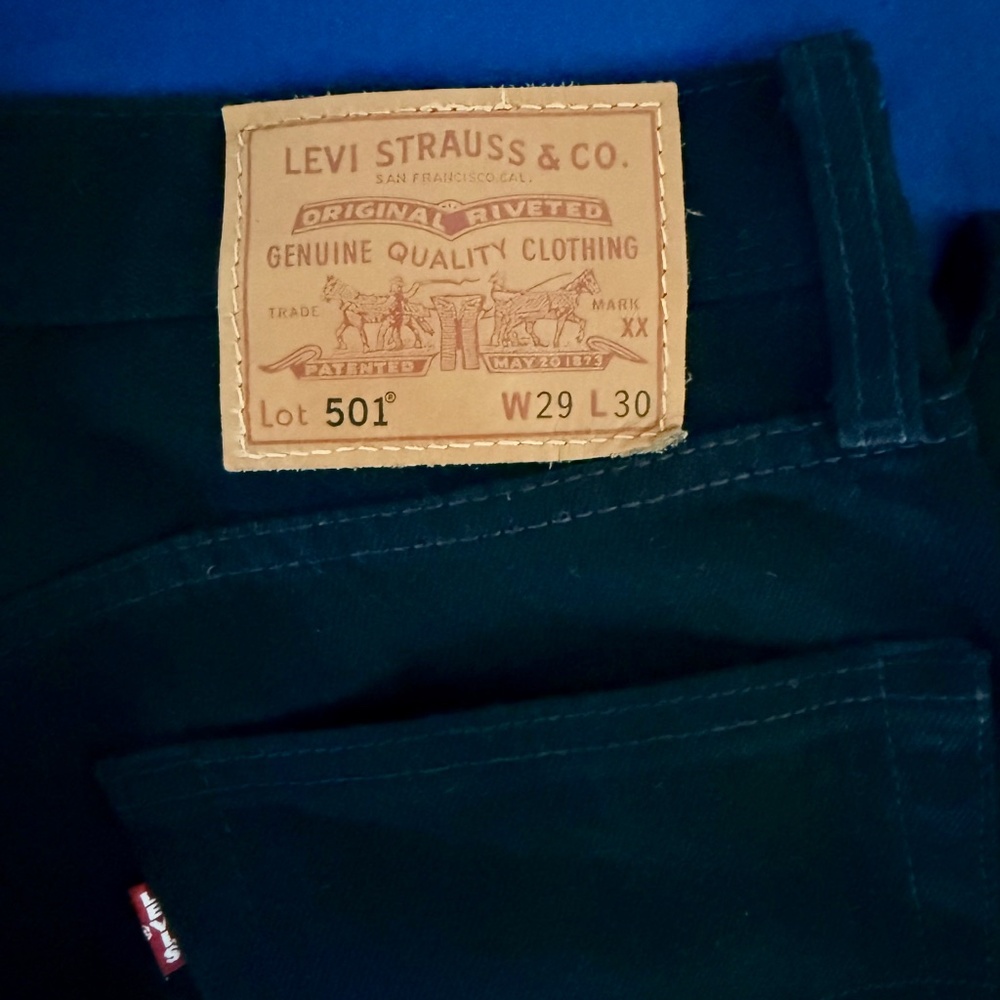 LEVI STRAUSS & CO.
SAN FRANCISCO, CAL.
ORIGINAL RIVETED
GENUINE QUALITY CLOTHING
TRADE MARK
XX
PATENTED MAY 20 1873
Lot 501® W29 L30
LEVI'S